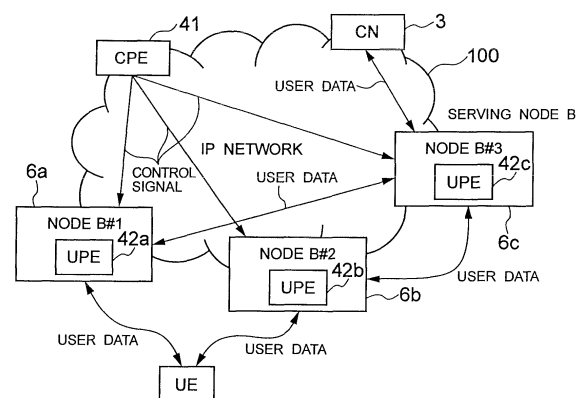 41
CPE
CN
3
100
USER DATA
SERVING NODE B
NODE B#3
UPE
42c
6c
IP NETWORK
CONTROL
SIGNAL
USER DATA
6a
NODE B#1
UPE
42a
NODE B#2
UPE
42b
6b
USER DATA
USER DATA
USER DATA
UE